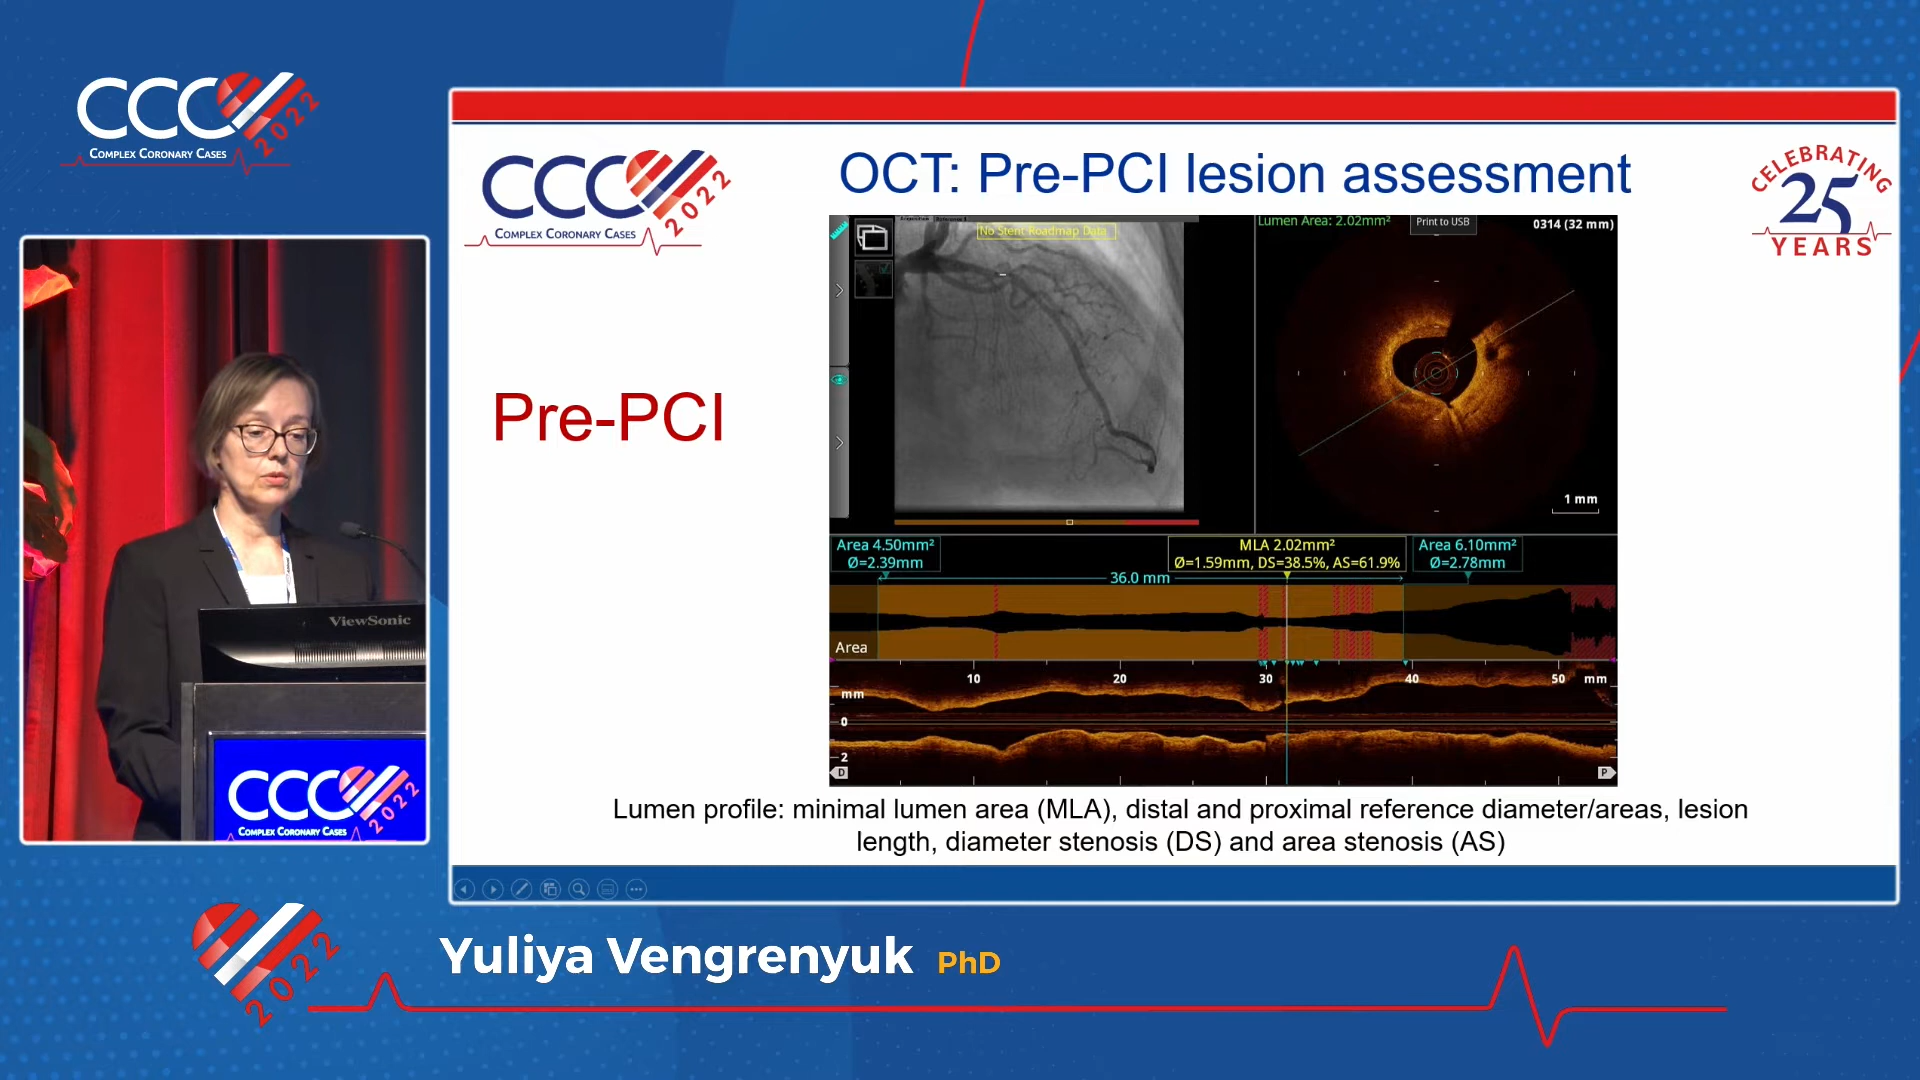 CCC
2022
COMPLEX CORONARY CASES
CCC
2022
COMPLEX CORONARY CASES
OCT: Pre-PCI lesion assessment
CELEBRATING
25
YEARS
Pre-PCI
No Stent Roadmap Data
Lumen Area: 2.02mm²
Print to USB
0314 (32 mm)
1 mm
Area 4.50mm²
Ø=2.39mm
MLA 2.02mm²
Ø=1.59mm, DS=38.5%, AS=61.9%
Area 6.10mm²
Ø=2.78mm
36.0 mm
Area
10 20 30 40 50 mm
mm
0
2
D
P
Lumen profile: minimal lumen area (MLA), distal and proximal reference diameter/areas, lesion
length, diameter stenosis (DS) and area stenosis (AS)
ViewSonic
CCC
2022
COMPLEX CORONARY CASES
2022
Yuliya Vengrenyuk PhD